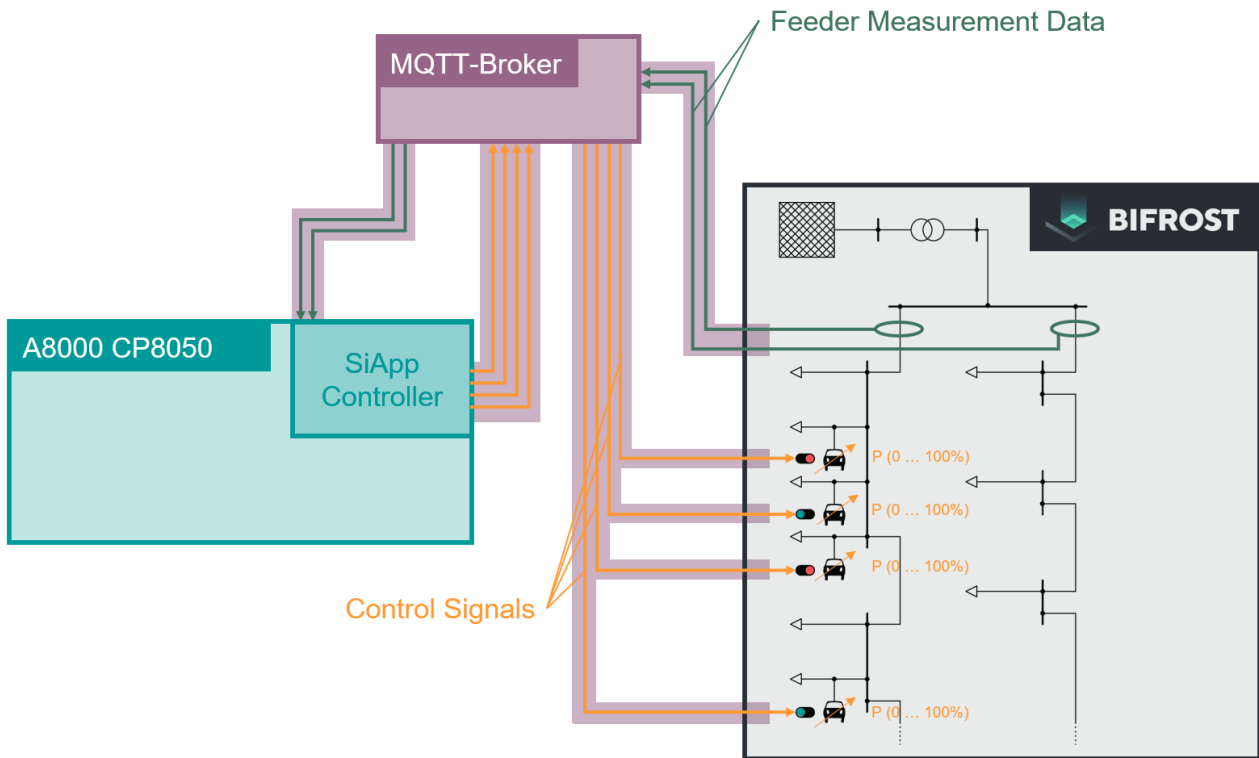 Feeder Measurement Data
MQTT-Broker
BIFROST
A8000 CP8050
SiApp
Controller
P (0 ... 100%)
P (0 ... 100%)
P (0 ... 100%)
Control Signals
P (0 ... 100%)